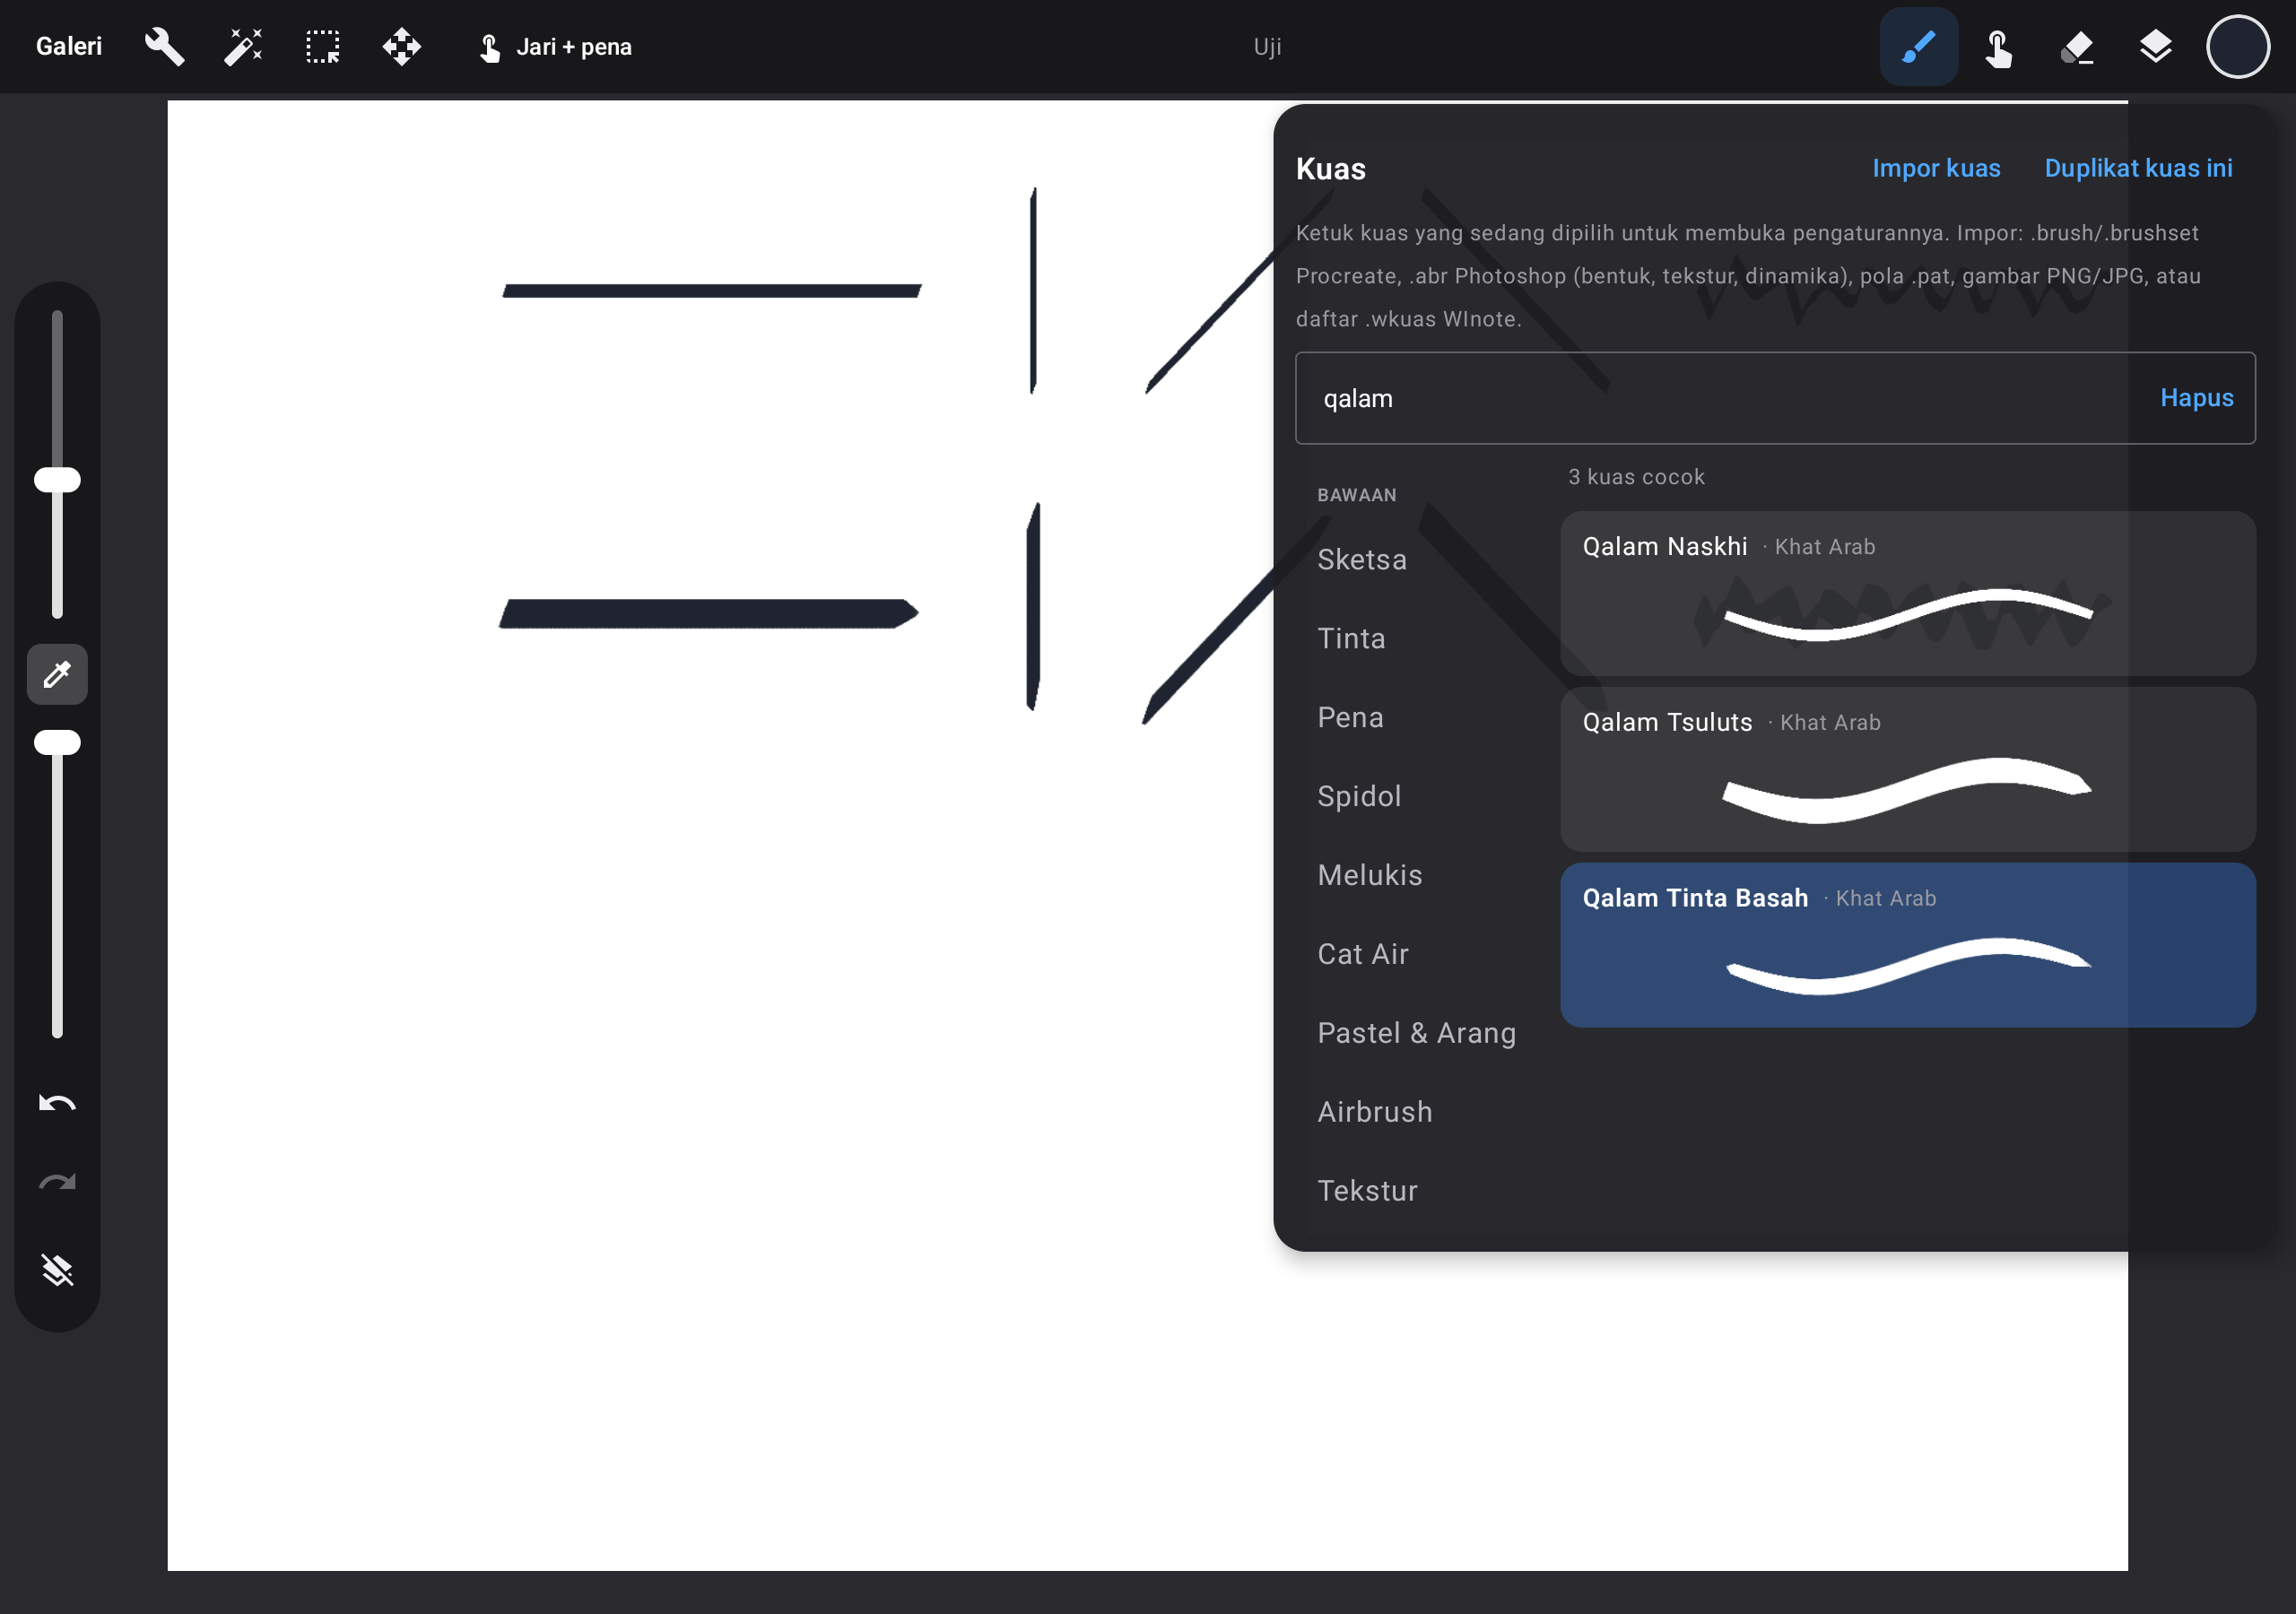 Galeri
Jari + pena
Uji
Kuas
Impor kuas
Duplikat kuas ini
Ketuk kuas yang sedang dipilih untuk membuka pengaturannya. Impor: .brush/.brushset
Procreate, .abr Photoshop (bentuk, tekstur, dinamika), pola .pat, gambar PNG/JPG, atau
daftar .wkuas WInote.
qalam
Hapus
BAWAAN
Sketsa
Tinta
Pena
Spidol
Melukis
Cat Air
Pastel & Arang
Airbrush
Tekstur
3 kuas cocok
Qalam Naskhi · Khat Arab
Qalam Tsuluts · Khat Arab
Qalam Tinta Basah · Khat Arab